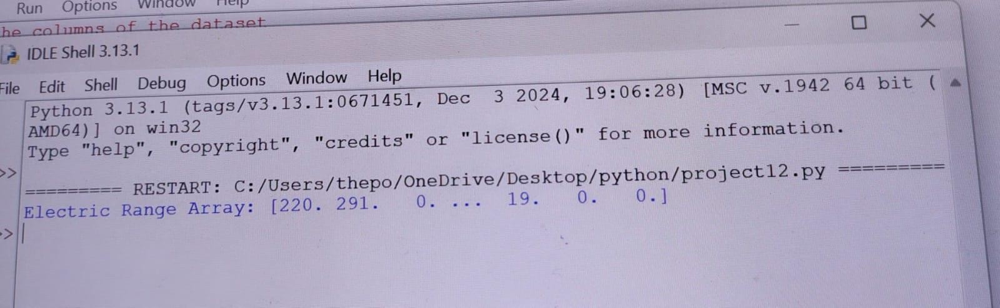 Run Options Window Help
he columns of the dataset
IDLE Shell 3.13.1
File Edit Shell Debug Options Window Help
Python 3.13.1 (tags/v3.13.1:0671451, Dec  3 2024, 19:06:28) [MSC v.1942 64 bit (
AMD64)] on win32
Type "help", "copyright", "credits" or "license()" for more information.
>>
========= RESTART: C:/Users/thepo/OneDrive/Desktop/python/project12.py =========
Electric Range Array: [220. 291.   0. ...  19.   0.   0.]
>>